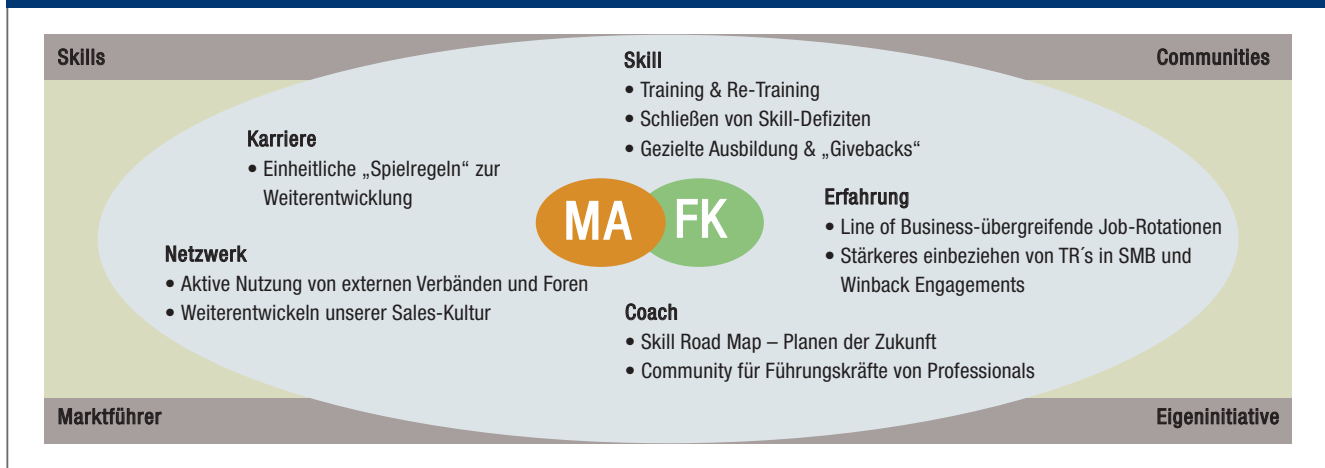 Skills
Communities
Skill
• Training & Re-Training
• Schließen von Skill-Defiziten
• Gezielte Ausbildung & „Givebacks“
Karriere
• Einheitliche „Spielregeln“ zur
Weiterentwicklung
MA FK
Erfahrung
• Line of Business-übergreifende Job-Rotationen
• Stärkeres einbeziehen von TR´s in SMB und
Winback Engagements
Netzwerk
• Aktive Nutzung von externen Verbänden und Foren
• Weiterentwickeln unserer Sales-Kultur
Coach
• Skill Road Map – Planen der Zukunft
• Community für Führungskräfte von Professionals
Marktführer
Eigeninitiative